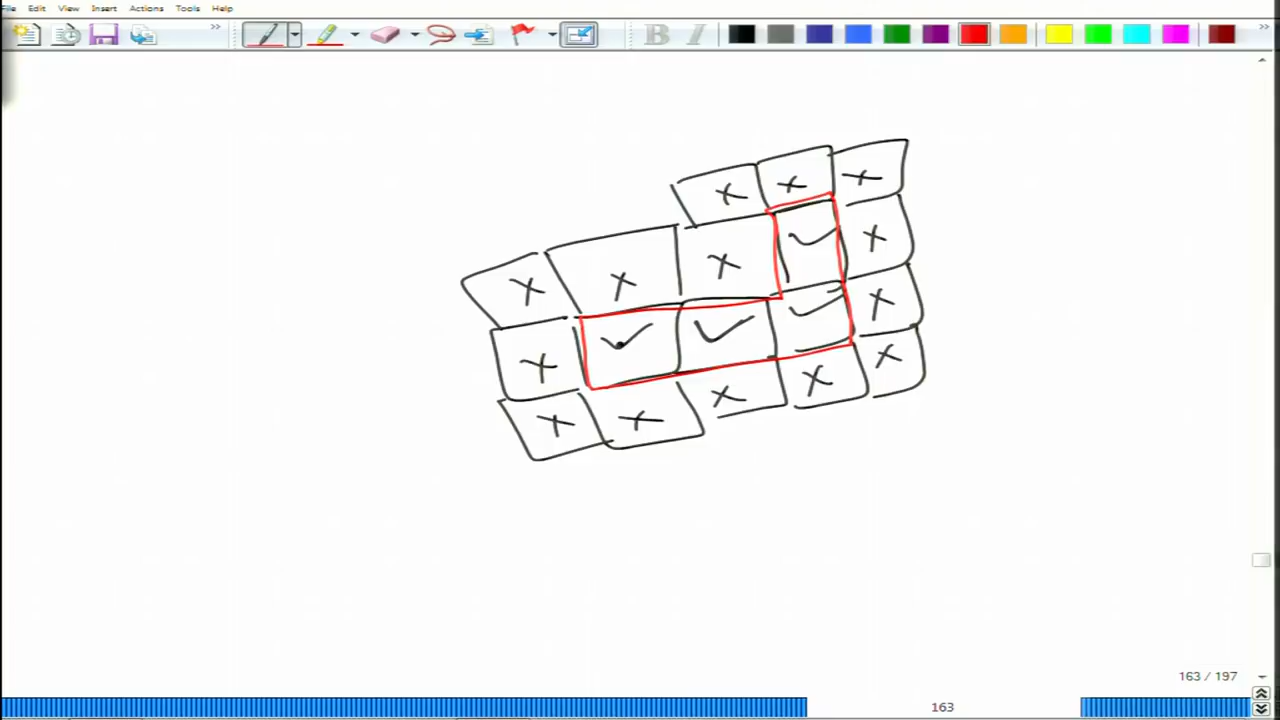 File Edit View Insert Actions Tools Help
B I
× × ×
× × ✓ ×
× ✓ ✓ ✓ ×
× × × × ×
163 / 197
163